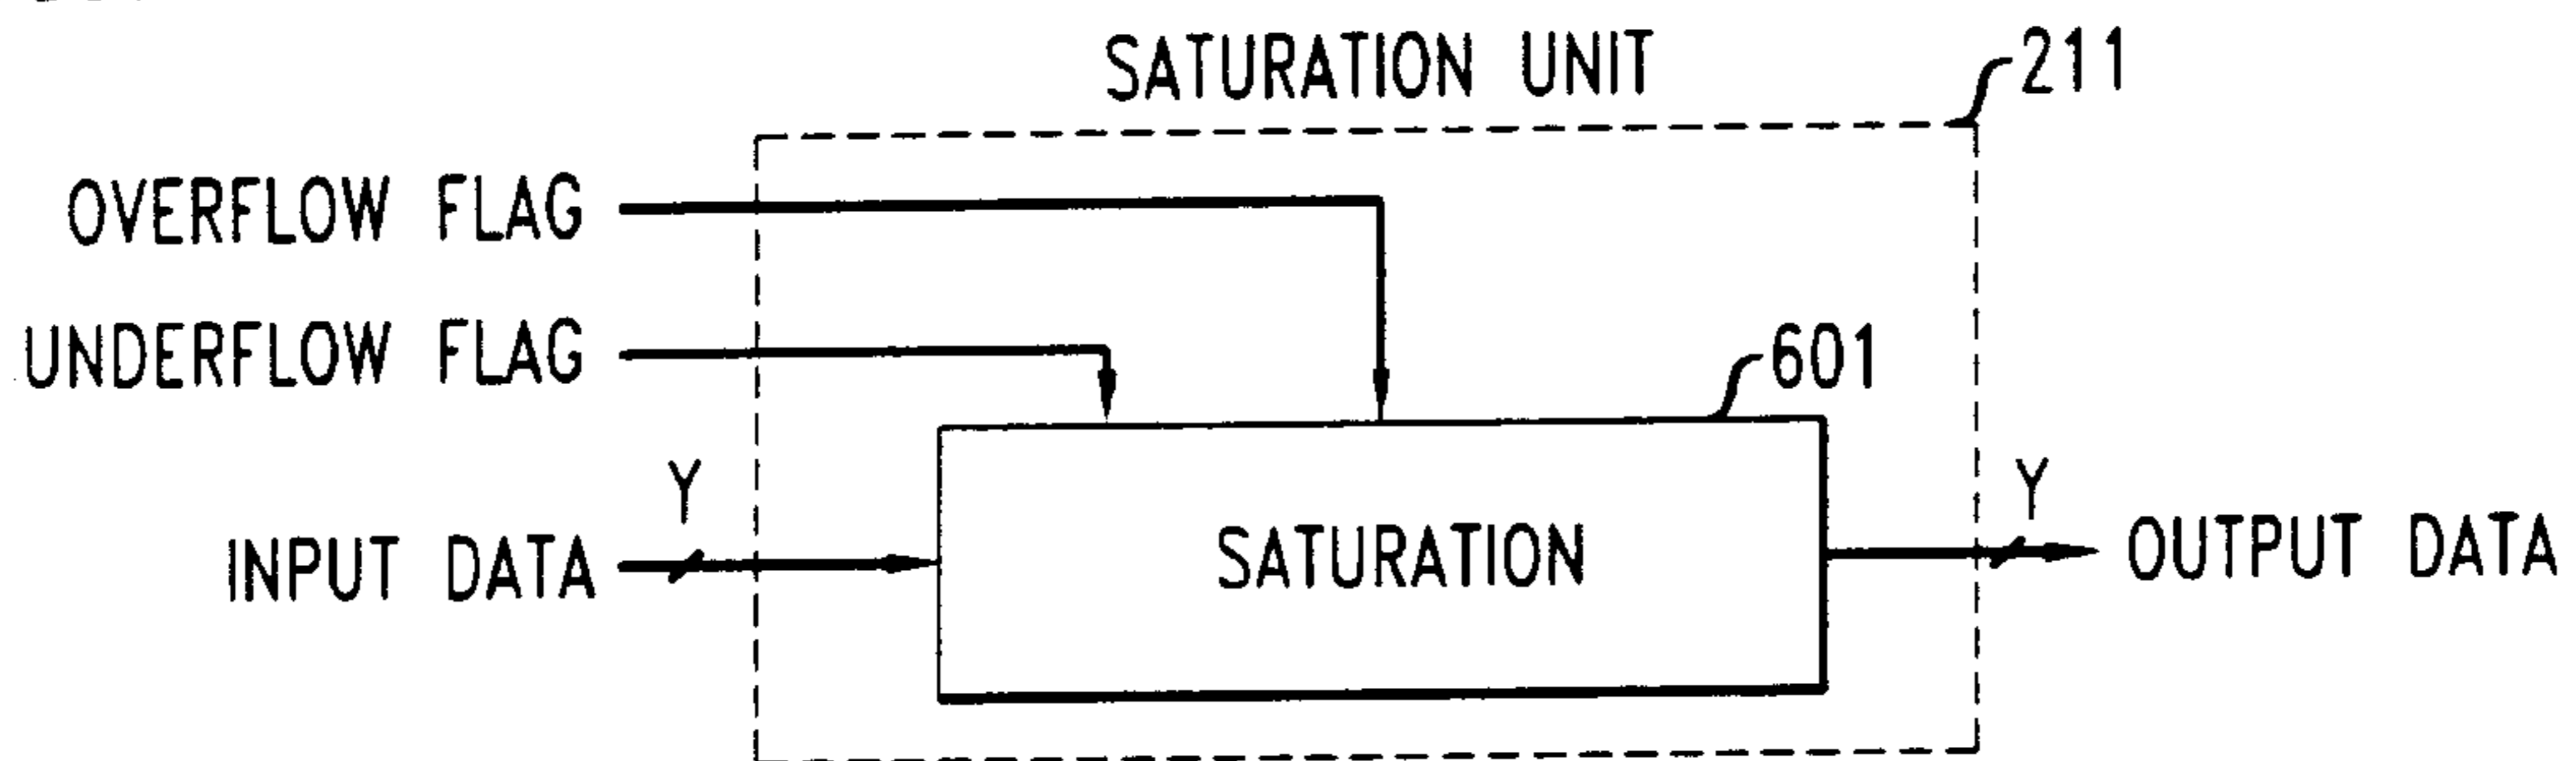 SATURATION UNIT
211
OVERFLOW FLAG
UNDERFLOW FLAG
601
Y
Y
INPUT DATA
SATURATION
OUTPUT DATA